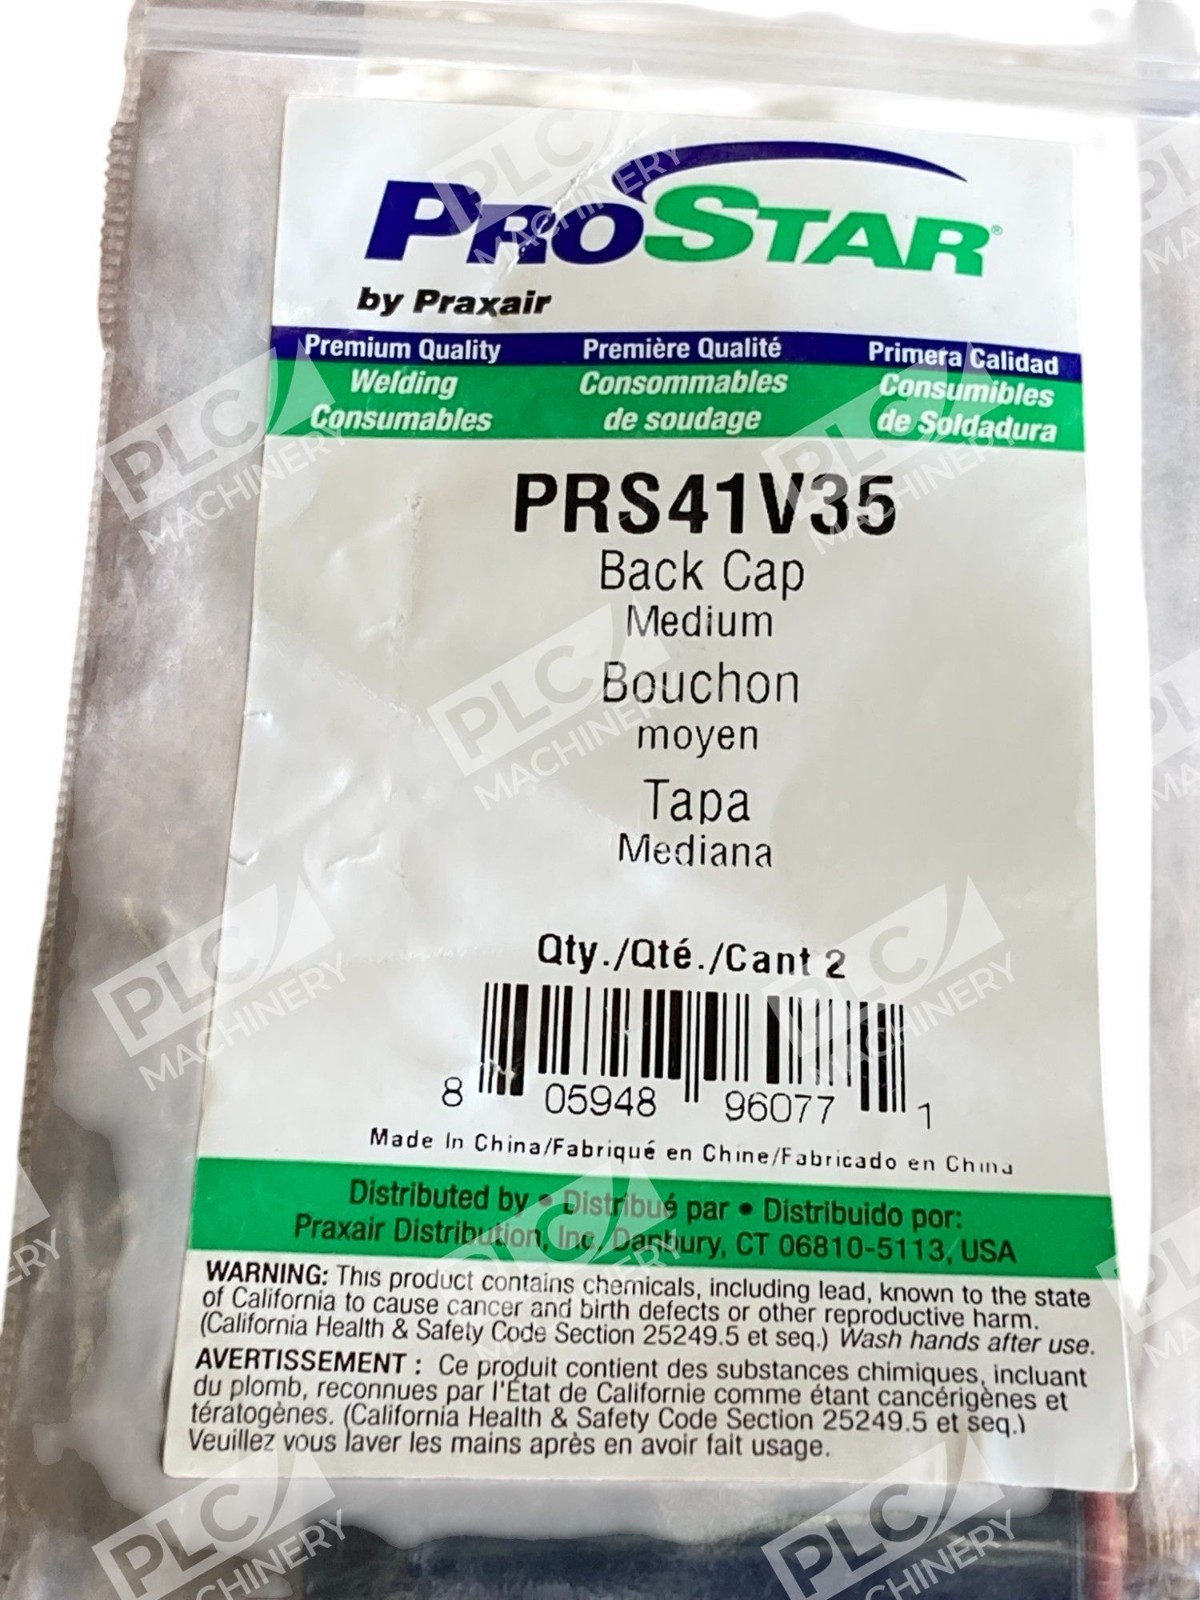 PROSTAR®
by Praxair
Premium Quality Première Qualité Primera Calidad
Welding Consommables Consumibles
Consumables de soudage de Soldadura
PRS41V35
Back Cap
Medium
Bouchon
moyen
Tapa
Mediana
Qty./Qté./Cant 2
8 05948 96077 1
Made In China/Fabriqué en Chine/Fabricado en China
Distributed by • Distribué par • Distribuido por:
Praxair Distribution, Inc. Danbury, CT 06810-5113, USA
WARNING: This product contains chemicals, including lead, known to the state
of California to cause cancer and birth defects or other reproductive harm.
(California Health & Safety Code Section 25249.5 et seq.) Wash hands after use.
AVERTISSEMENT : Ce produit contient des substances chimiques, incluant
du plomb, reconnues par l'État de Californie comme étant cancérigènes et
tératogènes. (California Health & Safety Code Section 25249.5 et seq.)
Veuillez vous laver les mains après en avoir fait usage.
PLC MACHINERY